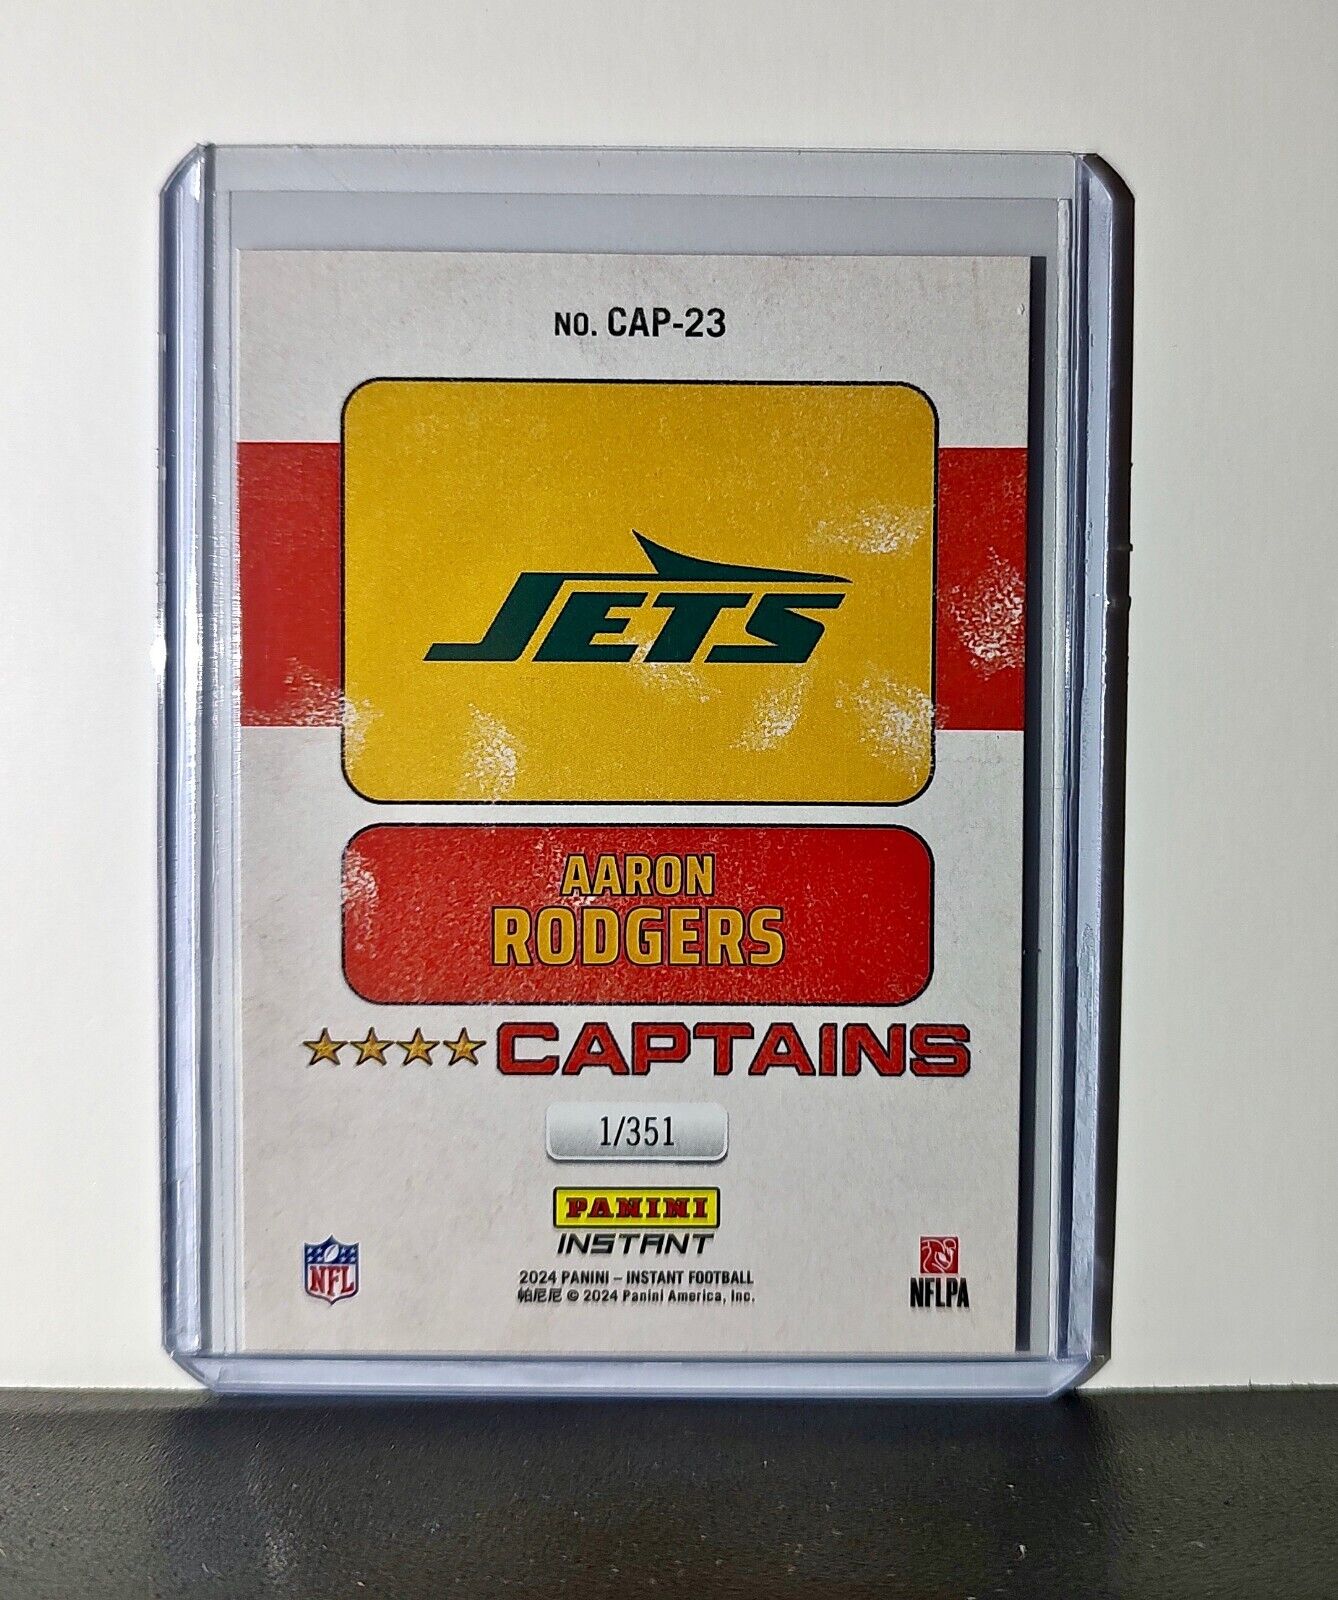 NO. CAP-23
JETS
AARON
RODGERS
CAPTAINS
1/351
PANINI
INSTANT
NFL
2024 PANINI – INSTANT FOOTBALL
帕尼尼 © 2024 Panini America, Inc.
NFLPA